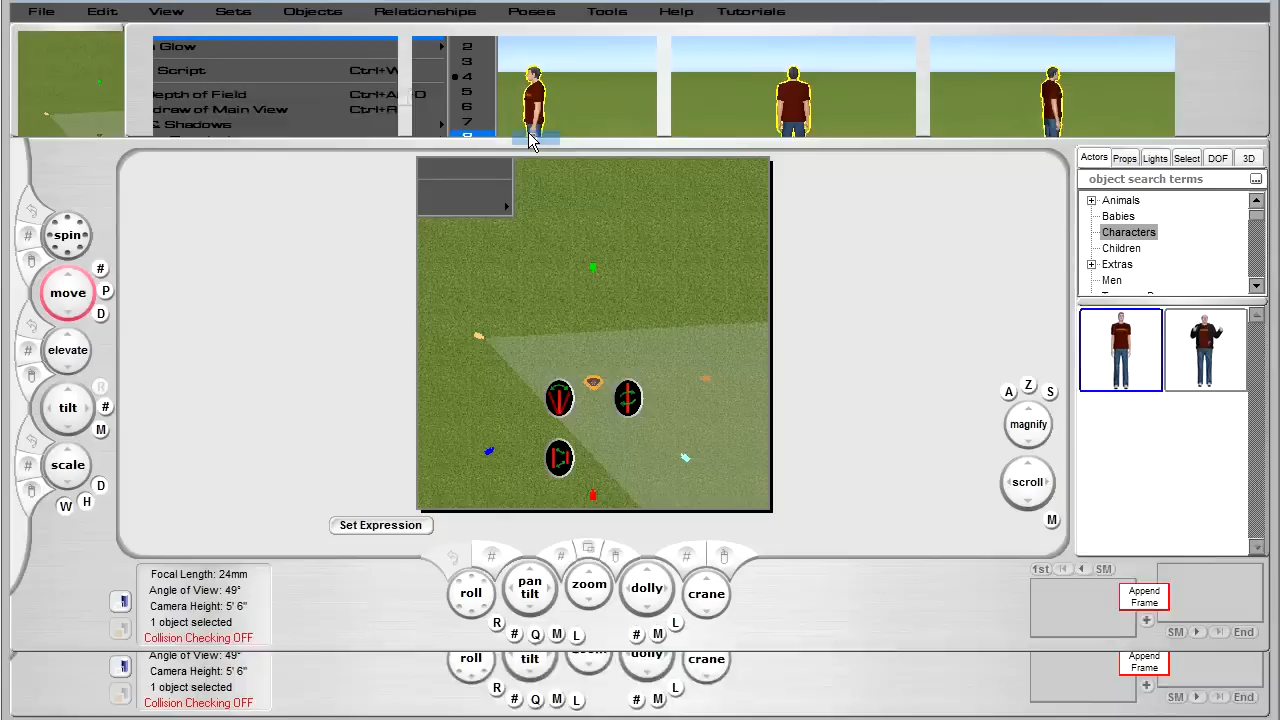 File Edit View Sets Objects Relationships Poses Tools Help Tutorials
Glow
2
3
Script Ctrl+W
4
5
epth of Field Ctrl+A D
6
draw of Main View Ctrl+R
7
& Shadows
8
Actors Props Lights Select DOF 3D
object search terms ...
Animals
Babies
Characters
Children
Extras
Men
spin
#
move
#
P
D
elevate
#
R
tilt
#
M
scale
#
D
W H
A Z S
magnify
scroll
M
Set Expression
# # # 
roll pan tilt zoom dolly crane
R # Q M L # M L
Focal Length: 24mm
Angle of View: 49°
Camera Height: 5' 6"
1 object selected
Collision Checking OFF
1st SM
Append
Frame
SM End
Angle of View: 49°
Camera Height: 5' 6"
1 object selected
Collision Checking OFF
roll tilt zoom dolly crane
R # Q M L # M L
Append
Frame
SM End